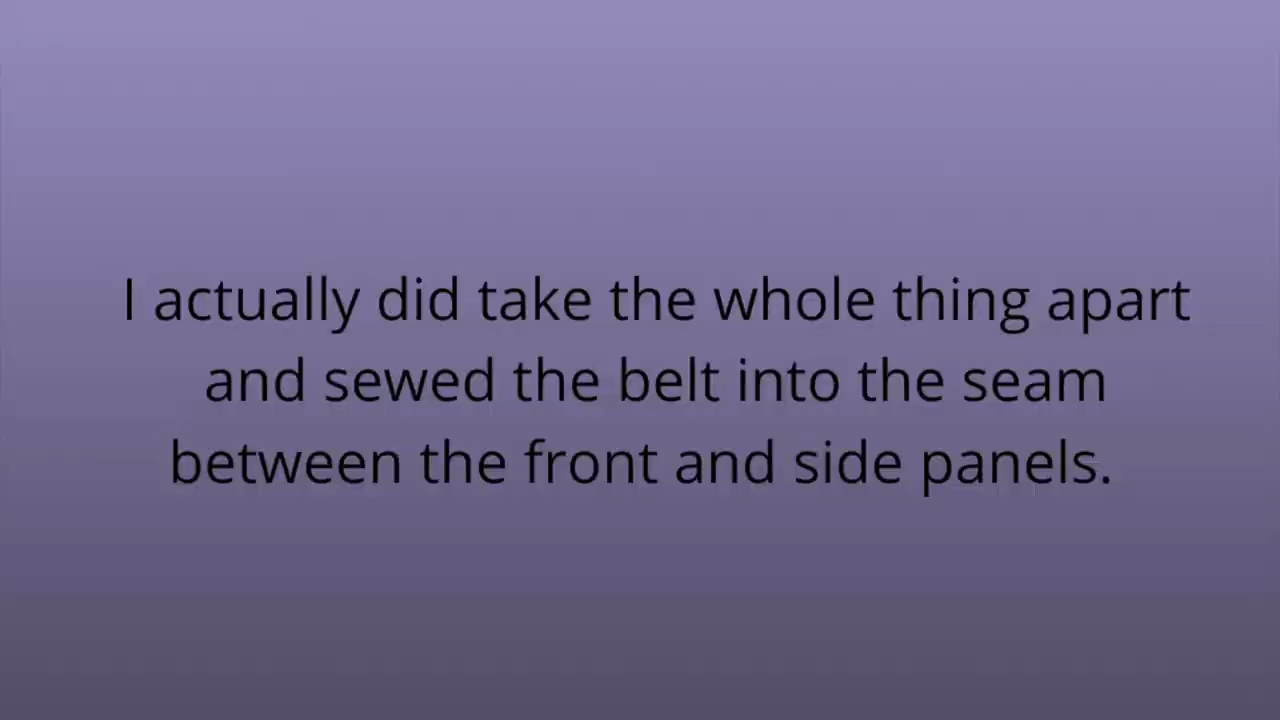 I actually did take the whole thing apart
and sewed the belt into the seam
between the front and side panels.